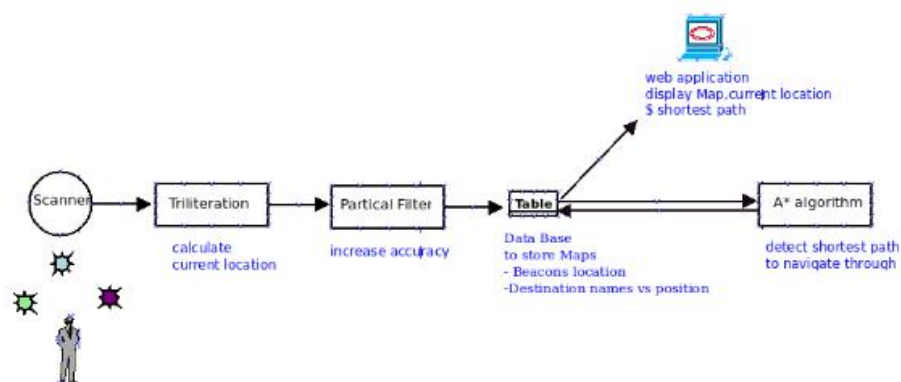 web application
display Map,current location
$ shortest path
Scanner
Triliteration
Partical Filter
Table
A* algorithm
calculate
current location
increase accuracy
Data Base
to store Maps
- Beacons location
-Destination names vs position
detect shortest path
to navigate through